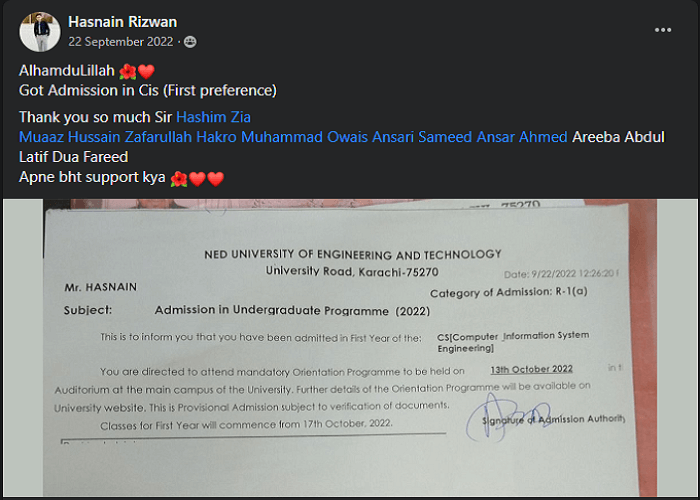 Hasnain Rizwan
22 September 2022 ·
AlhamduLillah 🌺❤️
Got Admission in Cis (First preference)
Thank you so much Sir Hashim Zia
Muaaz Hussain Zafarullah Hakro Muhammad Owais Ansari Sameed Ansar Ahmed Areeba Abdul
Latif Dua Fareed
Apne bht support kya 🌺❤️❤️
75270
NED UNIVERSITY OF ENGINEERING AND TECHNOLOGY
University Road, Karachi-75270
Date: 9/22/2022 12:26:20
Mr. HASNAIN
Category of Admission: R-1(a)
Subject: Admission in Undergraduate Programme (2022)
This is to inform you that you have been admitted in First Year of the: CS[Computer Information System
Engineering]
You are directed to attend mandatory Orientation Programme to be held on 13th October 2022 in t
Auditorium at the main campus of the University. Further details of the Orientation Programme will be available on
University website. This is Provisional Admission subject to verification of documents.
Signature of Admission Authority
Classes for First Year will commence from 17th October, 2022.